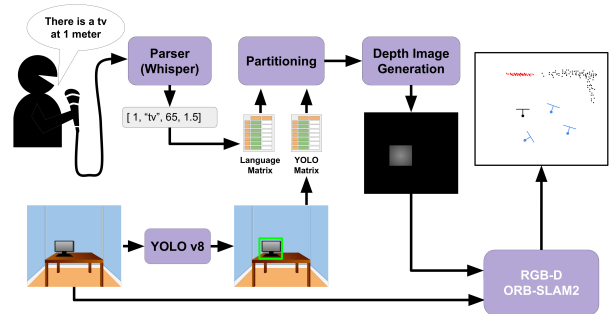 There is a tv
at 1 meter
Parser
(Whisper)
Partitioning
Depth Image
Generation
[ 1, “tv”, 65, 1.5]
Language
Matrix
YOLO
Matrix
YOLO v8
RGB-D
ORB-SLAM2